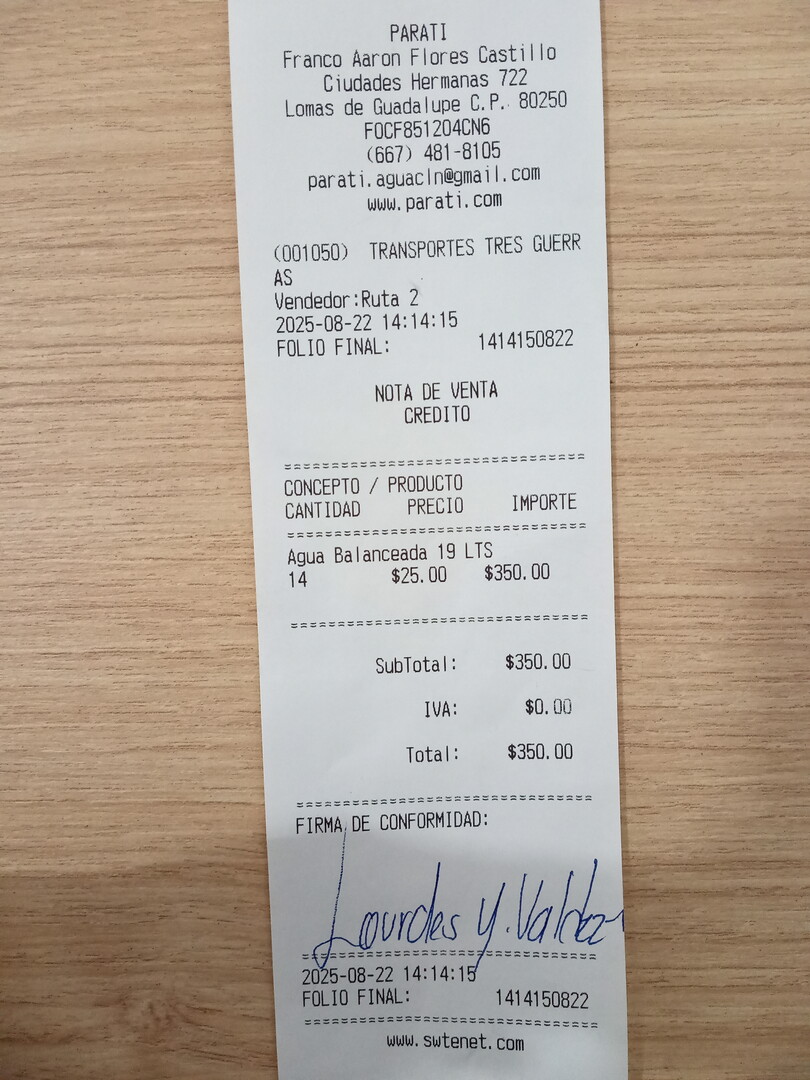 PARATI
Franco Aaron Flores Castillo
Ciudades Hermanas 722
Lomas de Guadalupe C.P. 80250
FOCF851204CN6
(667) 481-8105
parati.aguacln@gmail.com
www.parati.com
(001050) TRANSPORTES TRES GUERR
AS
Vendedor:Ruta 2
2025-08-22 14:14:15
FOLIO FINAL: 1414150822
NOTA DE VENTA
CREDITO
================================
CONCEPTO / PRODUCTO
CANTIDAD PRECIO IMPORTE
================================
Agua Balanceada 19 LTS
14 $25.00 $350.00
================================
SubTotal: $350.00
IVA: $0.00
Total: $350.00
================================
FIRMA DE CONFORMIDAD:
Lourdes Y.
================================
2025-08-22 14:14:15
FOLIO FINAL: 1414150822
================================
www.swtenet.com